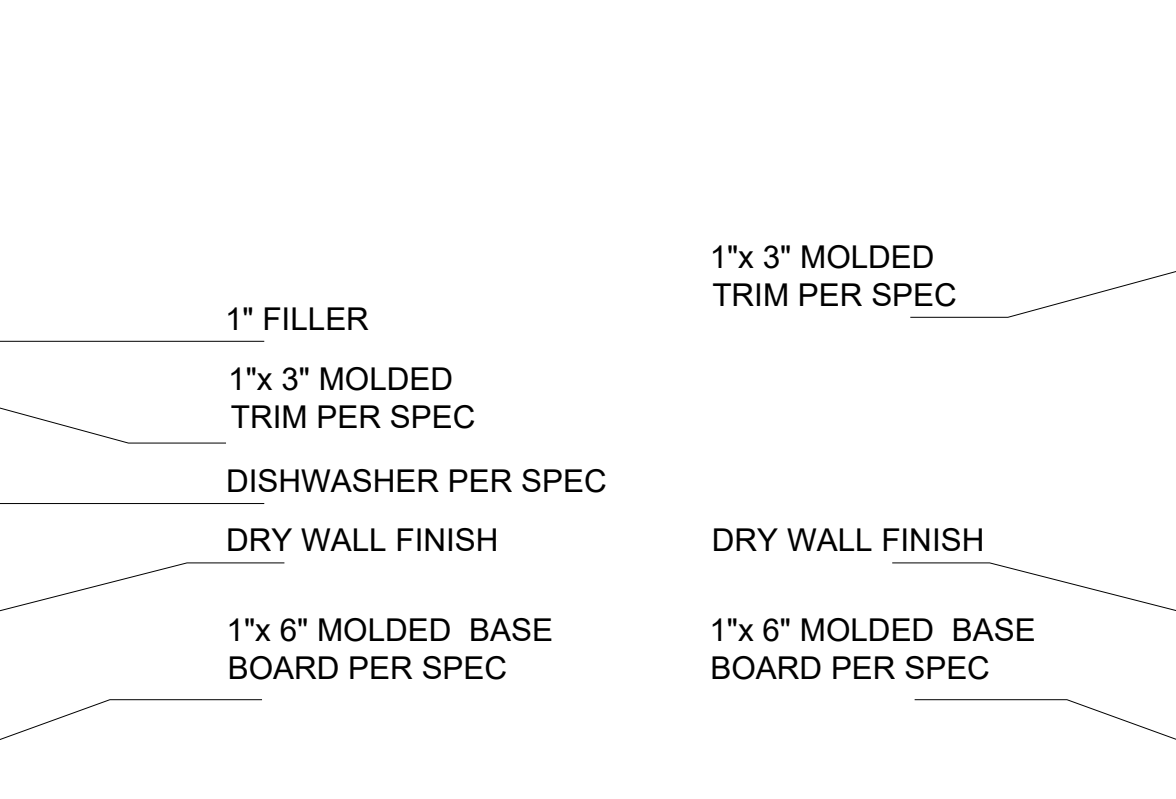 1" FILLER
1"x 3" MOLDED
TRIM PER SPEC
DISHWASHER PER SPEC
DRY WALL FINISH
1"x 6" MOLDED  BASE
BOARD PER SPEC
1"x 3" MOLDED
TRIM PER SPEC
DRY WALL FINISH
1"x 6" MOLDED  BASE
BOARD PER SPEC